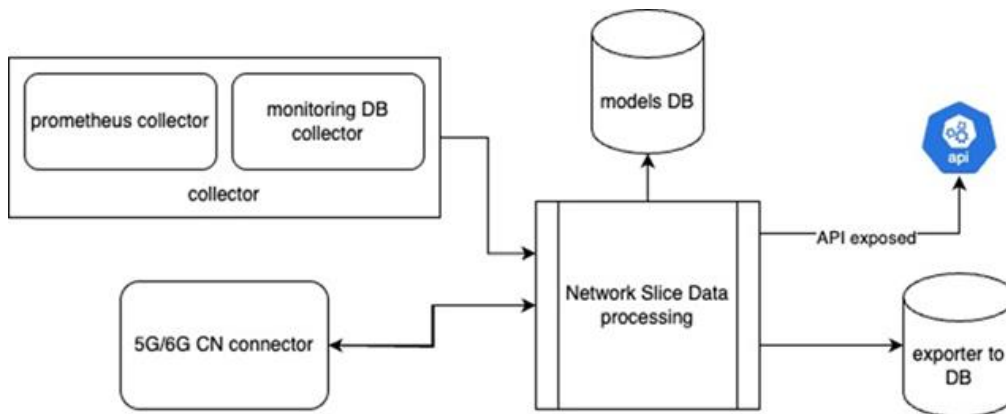 prometheus collector
monitoring DB
collector
collector
models DB
api
API exposed
Network Slice Data
processing
5G/6G CN connector
exporter to
DB